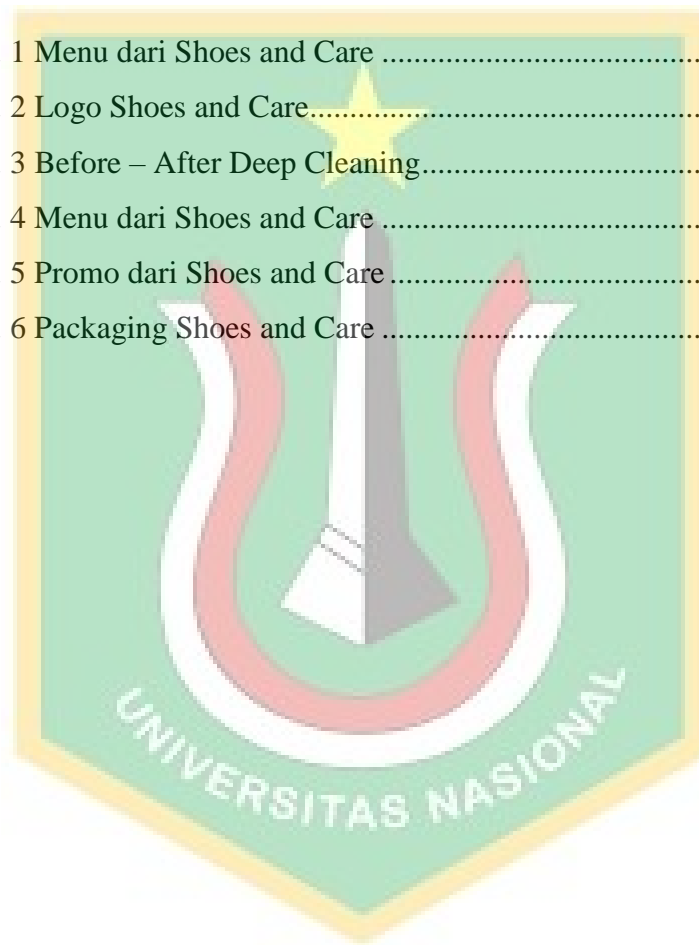 1 Menu dari Shoes and Care ........................................
2 Logo Shoes and Care.................................................
3 Before – After Deep Cleaning...................................
4 Menu dari Shoes and Care ........................................
5 Promo dari Shoes and Care .......................................
6 Packaging Shoes and Care ........................................
UNIVERSITAS NASIONAL